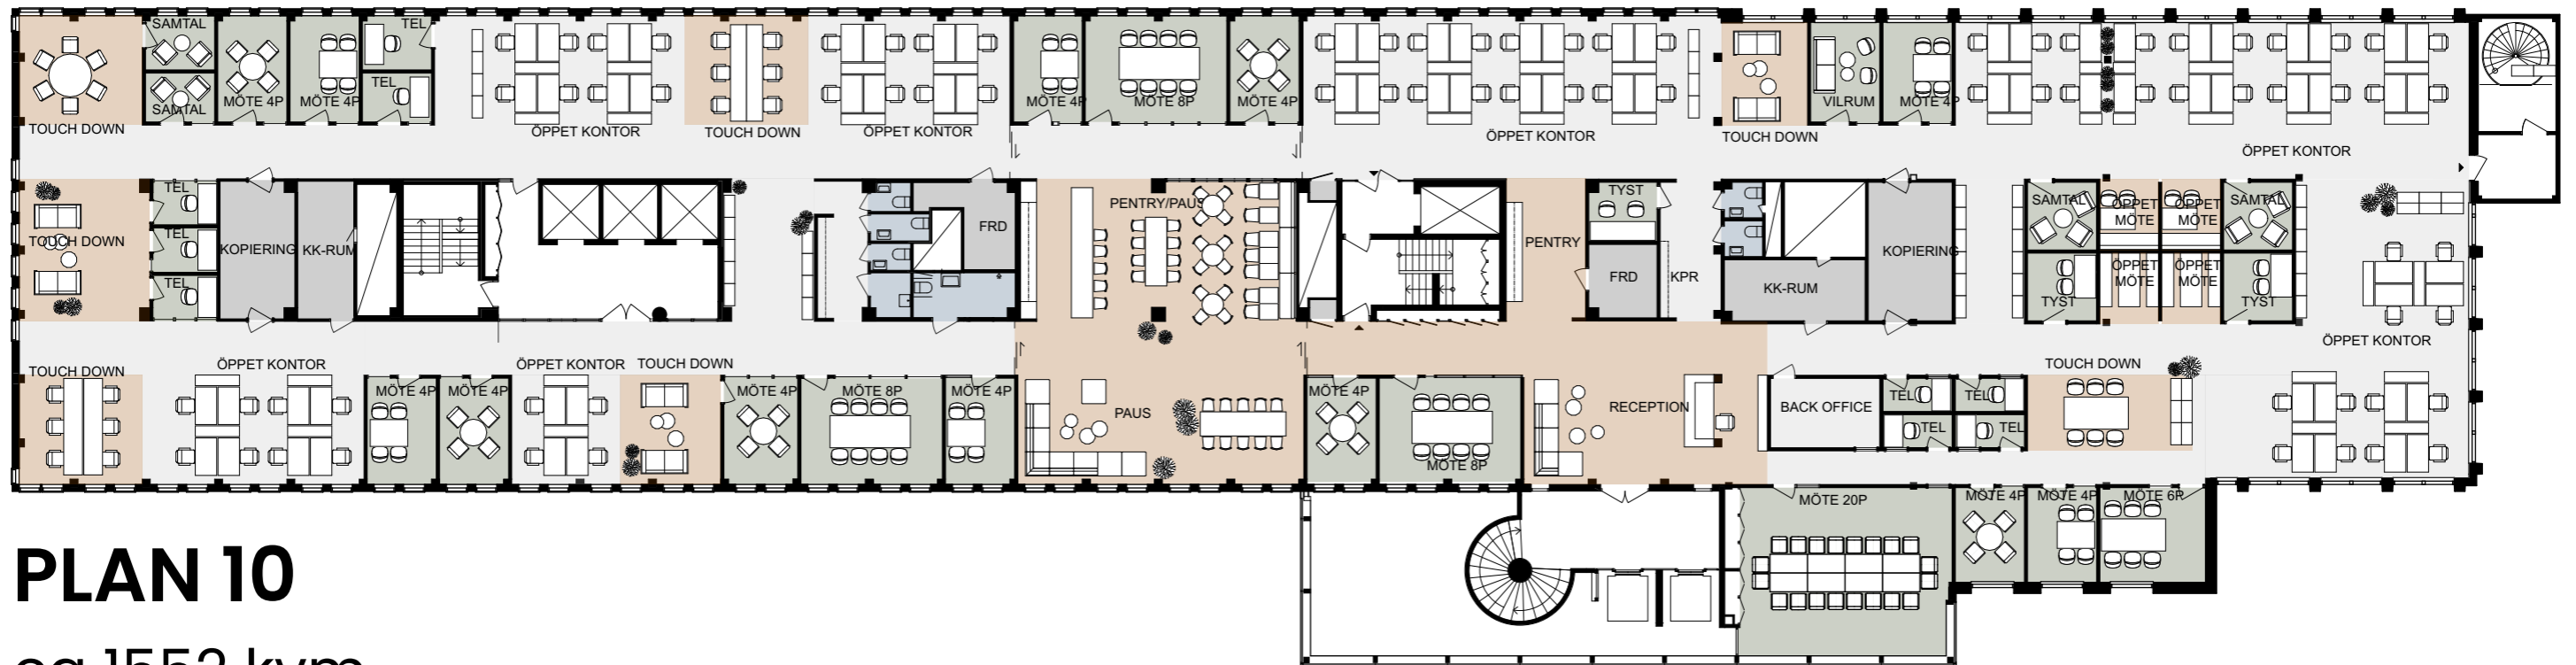 SAMTAL
TEL
SAMTAL
MÖTE 4P
MÖTE 4P
TEL
TOUCH DOWN
ÖPPET KONTOR
TOUCH DOWN
ÖPPET KONTOR
MÖTE 4P
MÖTE 8P
MÖTE 4P
ÖPPET KONTOR
TOUCH DOWN
VILRUM
MÖTE 4P
ÖPPET KONTOR
TEL
TOUCH DOWN
TEL
TEL
KOPIERING
KK-RUM
FRD
PENTRY/PAUS
PENTRY
TYST
FRD
KPR
KK-RUM
KOPIERING
SAMTAL
ÖPPET
MÖTE
ÖPPET
MÖTE
SAMTAL
TYST
ÖPPET
MÖTE
ÖPPET
MÖTE
TYST
ÖPPET KONTOR
TOUCH DOWN
ÖPPET KONTOR
MÖTE 4P
MÖTE 4P
ÖPPET KONTOR
TOUCH DOWN
MÖTE 4P
MÖTE 8P
MÖTE 4P
PAUS
MÖTE 4P
MÖTE 8P
RECEPTION
BACK OFFICE
TEL
TEL
TEL
TEL
TOUCH DOWN
MÖTE 20P
MÖTE 4P
MÖTE 4P
MÖTE 6P
PLAN 10
ca 1552 kvm